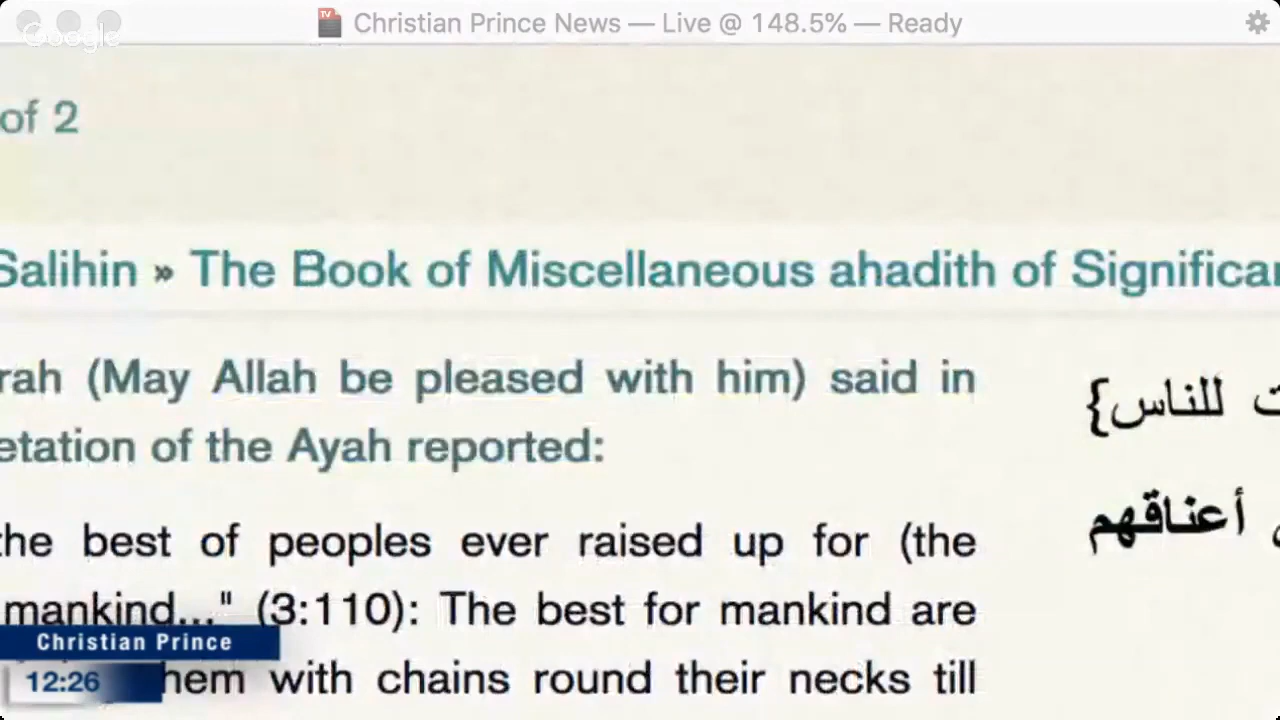 Christian Prince News — Live @ 148.5% — Ready
Google
of 2
Salihin » The Book of Miscellaneous ahadith of Significa
rah (May Allah be pleased with him) said in
etation of the Ayah reported:
the best of peoples ever raised up for (the
mankind..." (3:110): The best for mankind are
hem with chains round their necks till
للناس}
أعناقهم
Christian Prince
12:26